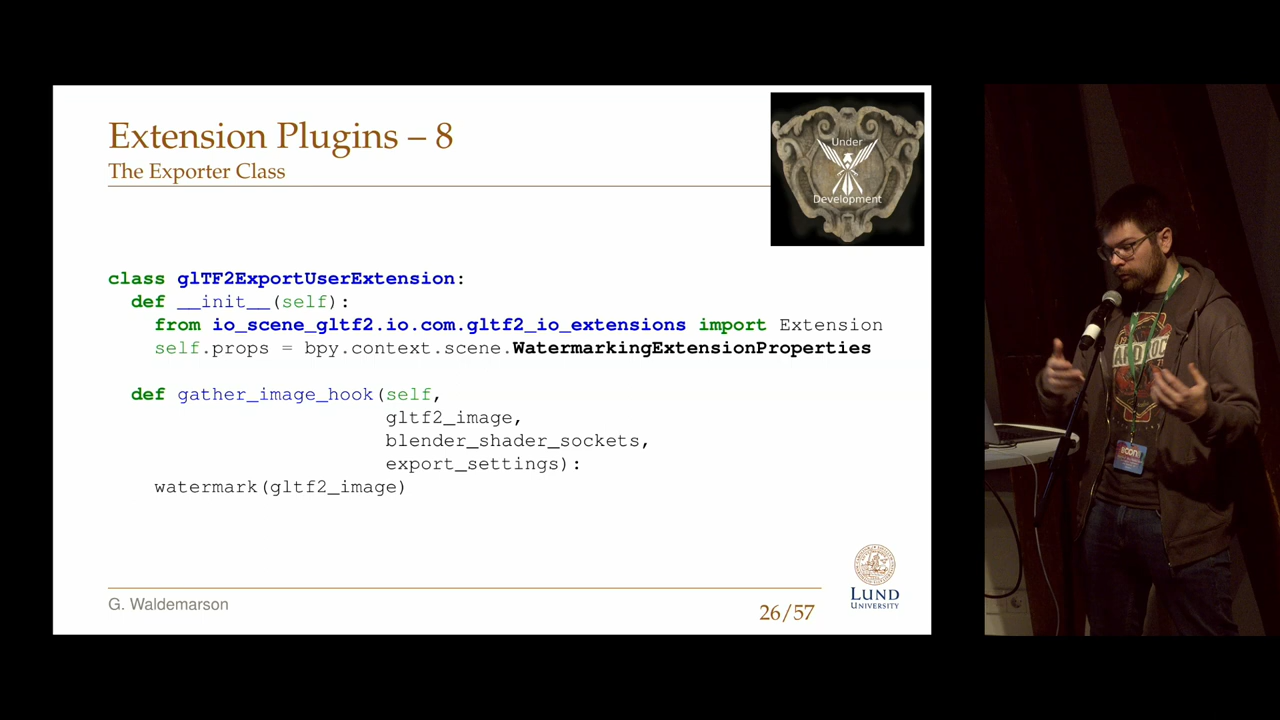 Extension Plugins – 8
The Exporter Class
Under
Development
class glTF2ExportUserExtension:
def __init__(self):
from io_scene_gltf2.io.com.gltf2_io_extensions import Extension
self.props = bpy.context.scene.WatermarkingExtensionProperties
def gather_image_hook(self,
gltf2_image,
blender_shader_sockets,
export_settings):
watermark(gltf2_image)
G. Waldemarson
26/57
LUND
UNIVERSITY
BCON